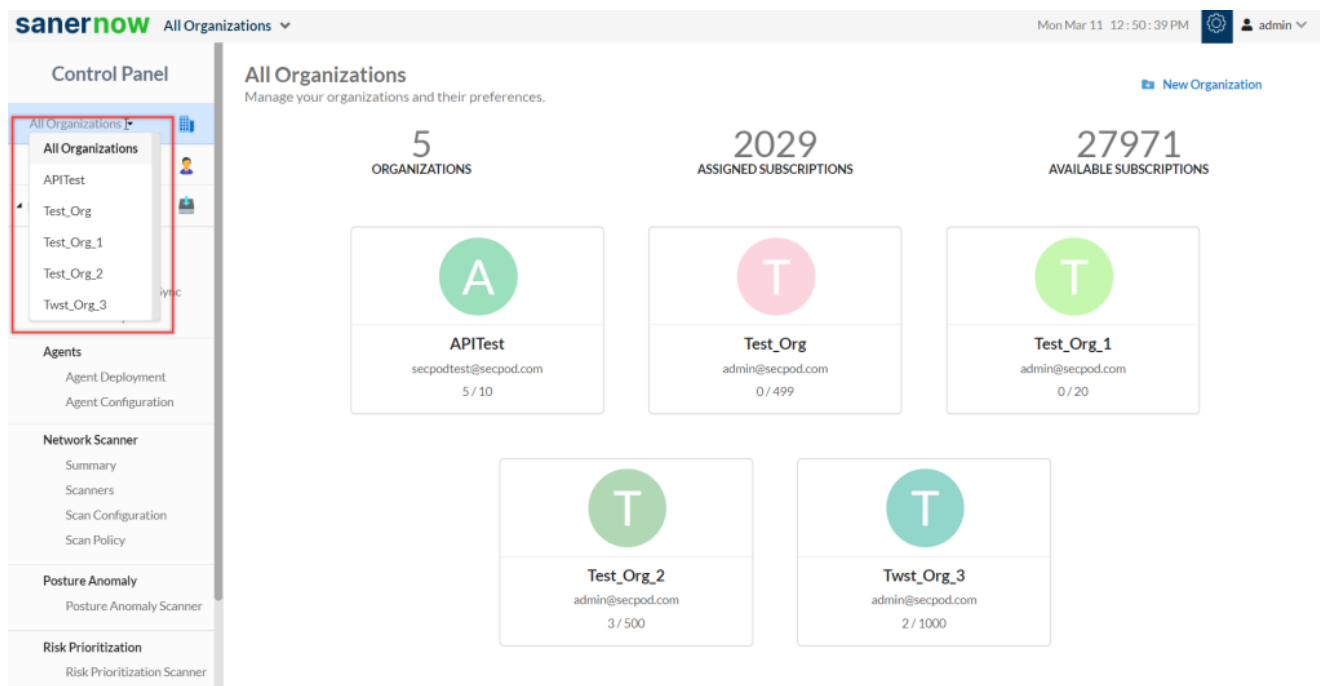 sanernow All Organizations
Mon Mar 11 12:50:39 PM
admin
Control Panel
All Organizations
All Organizations
APITest
Test_Org
Test_Org_1
Test_Org_2
Twst_Org_3
Agents
Agent Deployment
Agent Configuration
Network Scanner
Summary
Scanners
Scan Configuration
Scan Policy
Posture Anomaly
Posture Anomaly Scanner
Risk Prioritization
Risk Prioritization Scanner
All Organizations
Manage your organizations and their preferences.
New Organization
5
ORGANIZATIONS
2029
ASSIGNED SUBSCRIPTIONS
27971
AVAILABLE SUBSCRIPTIONS
A
APITest
secpodtest@secpod.com
5/10
T
Test_Org
admin@secpod.com
0/499
T
Test_Org_1
admin@secpod.com
0/20
T
Test_Org_2
admin@secpod.com
3/500
T
Twst_Org_3
admin@secpod.com
2/1000